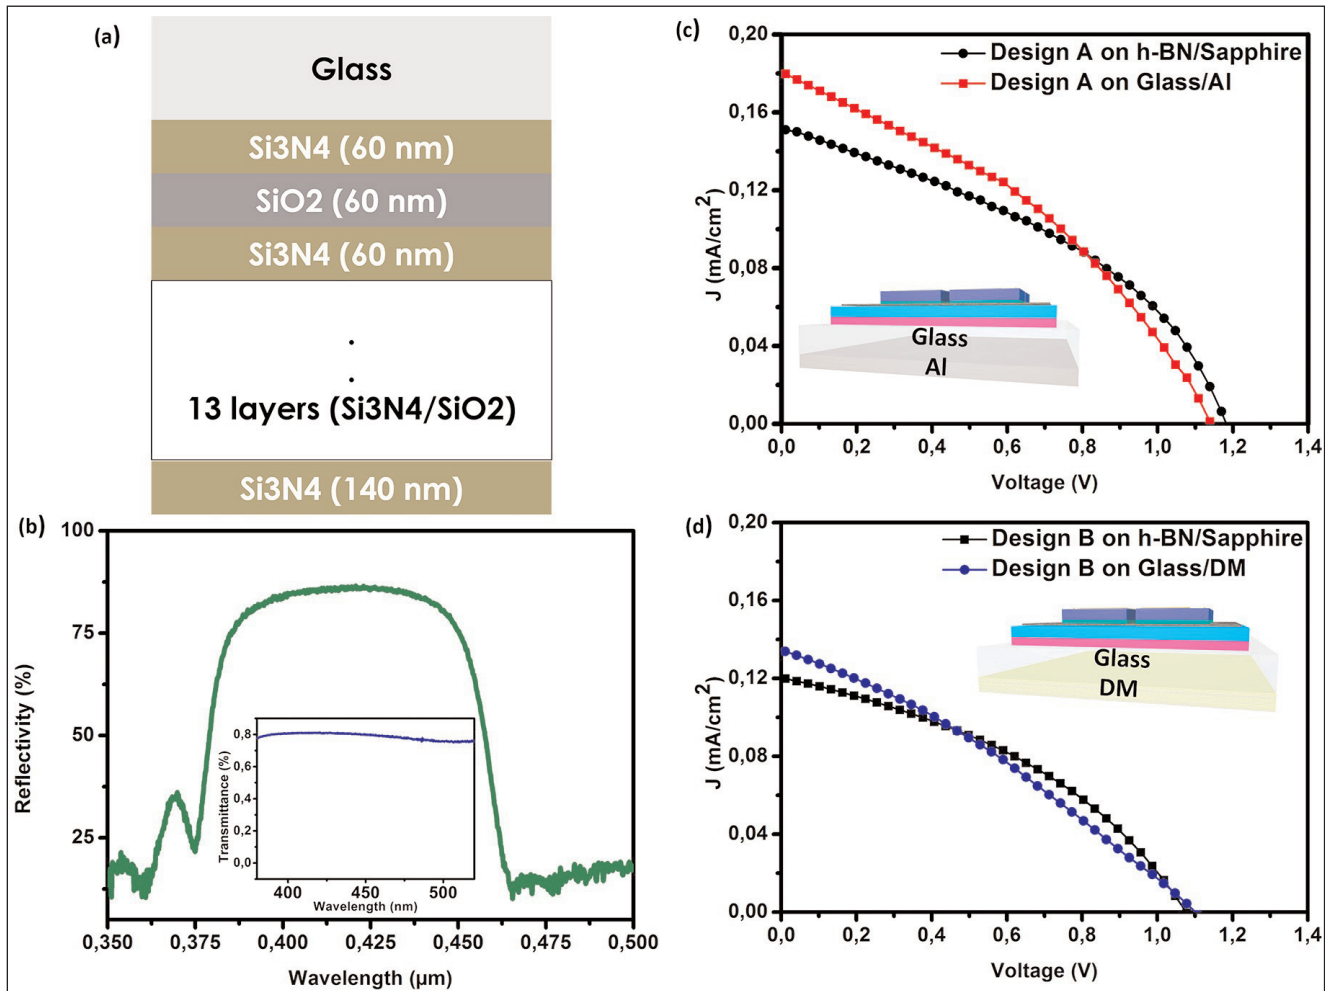 (a)
Glass
Si3N4 (60 nm)
SiO2 (60 nm)
Si3N4 (60 nm)
13 layers (Si3N4/SiO2)
Si3N4 (140 nm)
(b)
100
75
50
25
Reflectivity (%)
0,350 0,375 0,400 0,425 0,450 0,475 0,500
Wavelength (μm)
0,8
0,6
0,4
0,2
0,0
Transmittance (%)
400 450 500
Wavelength (nm)
(c)
0,20
0,16
0,12
0,08
0,04
0,00
J (mA/cm2)
Design A on h-BN/Sapphire
Design A on Glass/Al
Glass
Al
0,0 0,2 0,4 0,6 0,8 1,0 1,2 1,4
Voltage (V)
(d)
0,20
0,16
0,12
0,08
0,04
0,00
J (mA/cm2)
Design B on h-BN/Sapphire
Design B on Glass/DM
Glass
DM
0,0 0,2 0,4 0,6 0,8 1,0 1,2 1,4
Voltage (V)